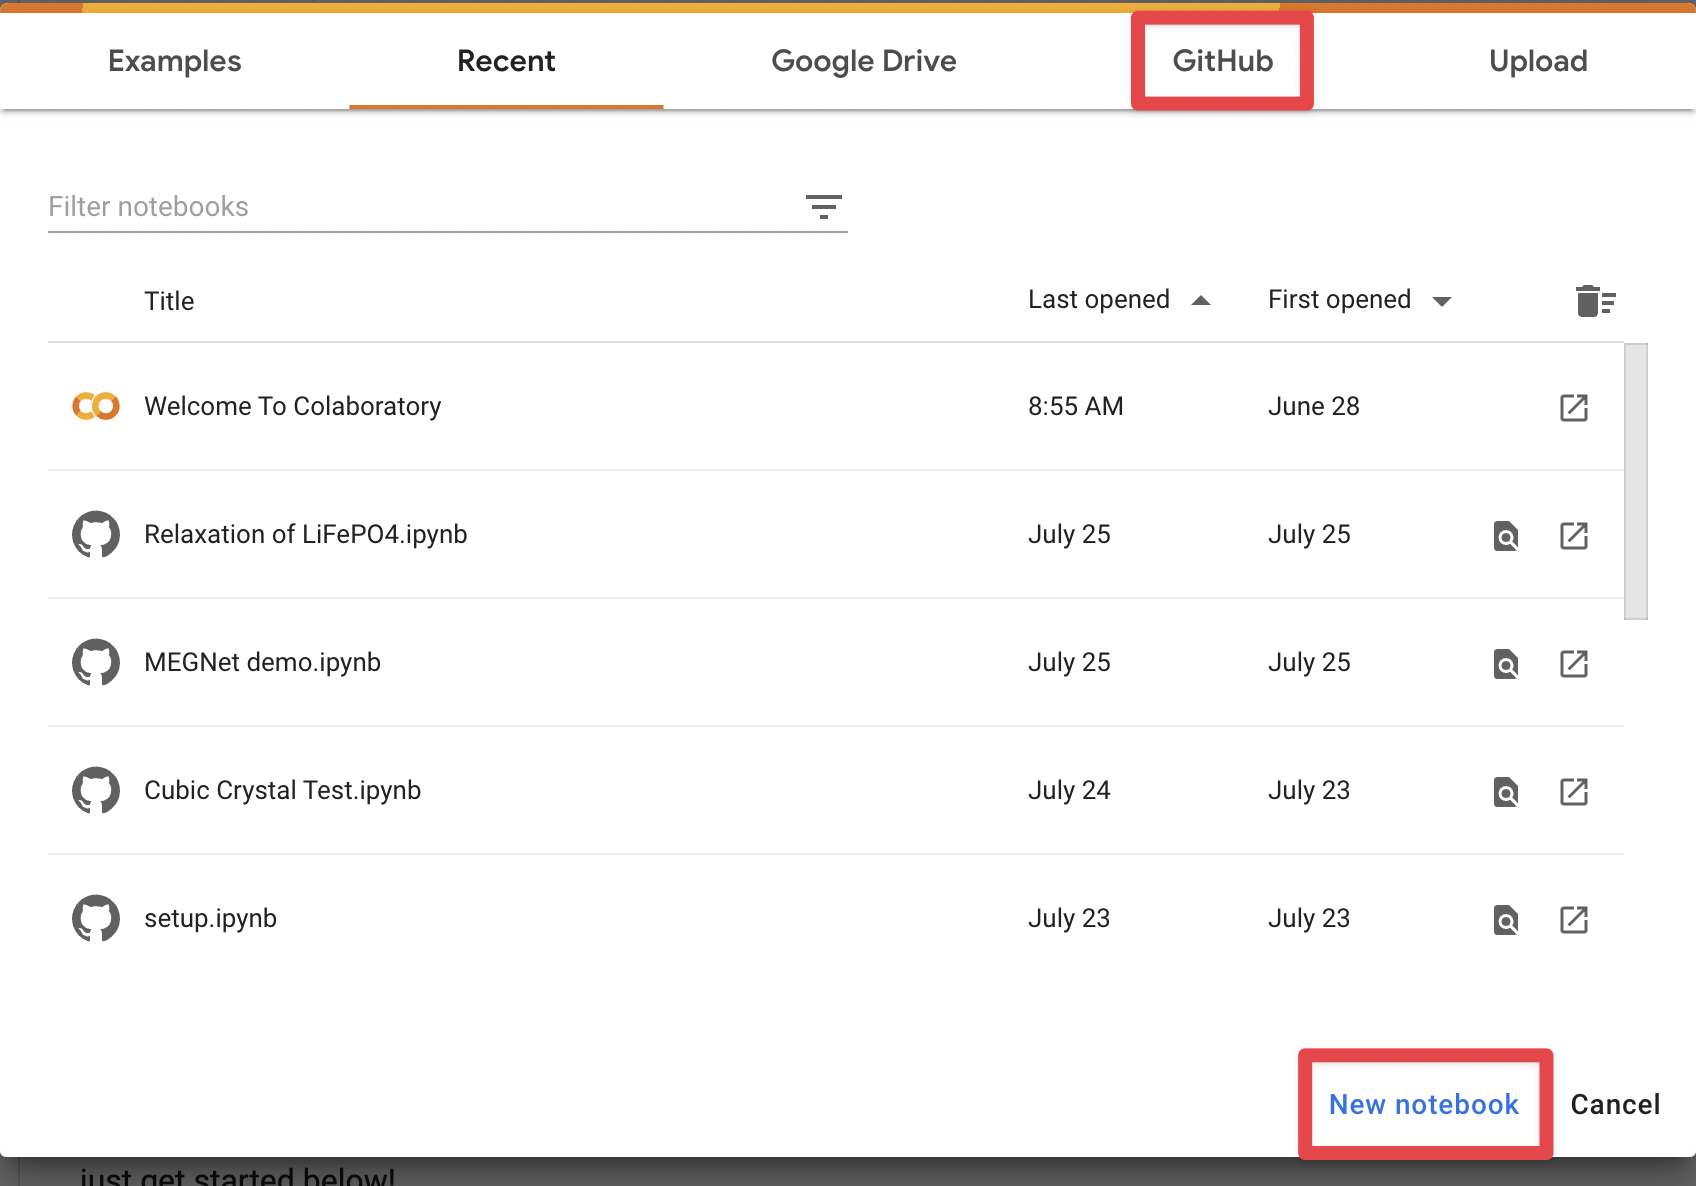 Examples Recent Google Drive GitHub Upload
Filter notebooks
Title Last opened First opened
Welcome To Colaboratory 8:55 AM June 28
Relaxation of LiFePO4.ipynb July 25 July 25
MEGNet demo.ipynb July 25 July 25
Cubic Crystal Test.ipynb July 24 July 23
setup.ipynb July 23 July 23
New notebook Cancel
just get started below!